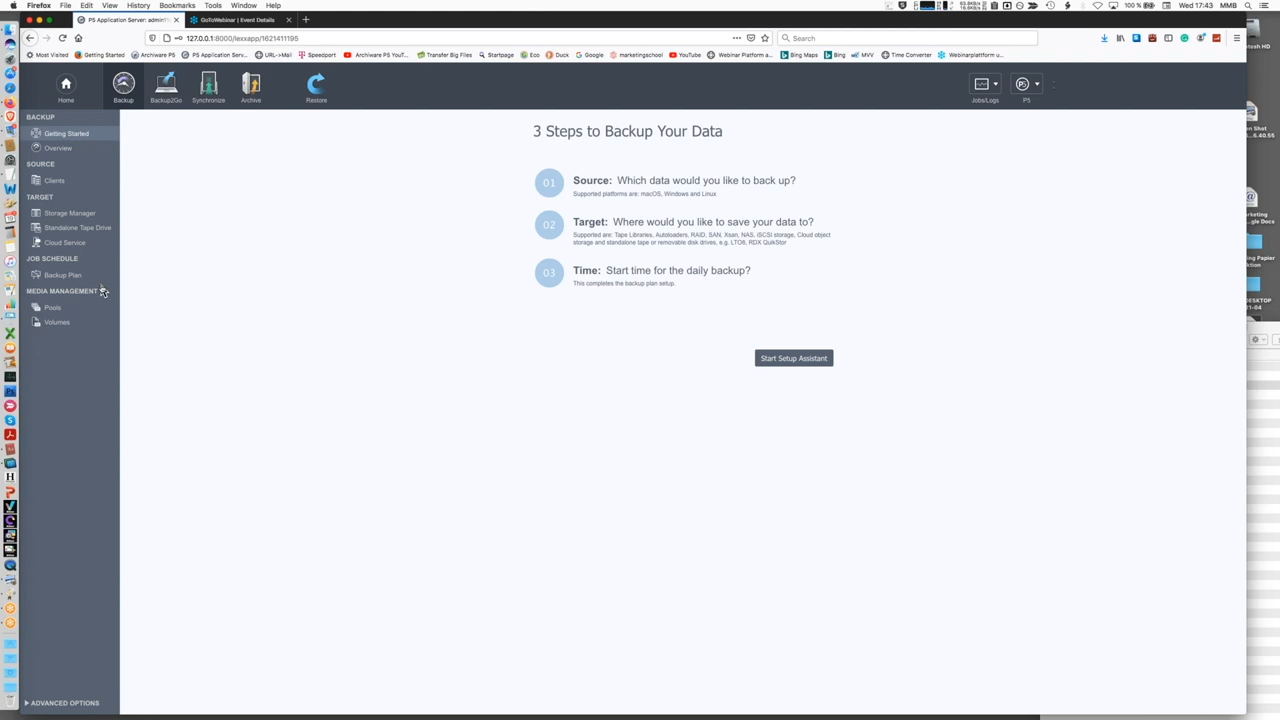 Firefox File Edit View History Bookmarks Tools Window Help
100 % Wed 17:43 MMB
P5 Application Server: admin
GoToWebinar | Event Details
127.0.0.1:8000/lexxapp/1621411195
Search
Most Visited Getting Started Archiware P5 P5 Application Serv... URL->Mail Speedport Archiware P5 YouT... Transfer Big Files Startpage Eco Duck Google marketingschool YouTube Webinar Platform a... Bing Maps Bing MVV Time Converter Webinarplattform u...
Home Backup Backup2Go Synchronize Archive Restore Jobs/Logs P5
BACKUP
Getting Started
Overview
SOURCE
Clients
TARGET
Storage Manager
Standalone Tape Drive
Cloud Service
JOB SCHEDULE
Backup Plan
MEDIA MANAGEMENT
Pools
Volumes
ADVANCED OPTIONS
3 Steps to Backup Your Data
01 Source: Which data would you like to back up?
Supported platforms are: macOS, Windows and Linux
02 Target: Where would you like to save your data to?
Supported are: Tape Libraries, Autoloaders, RAID, SAN, Xsan, NAS, iSCSI storage, Cloud object
storage and standalone tape or removable disk drives, e.g. LTO8, RDX QuikStor
03 Time: Start time for the daily backup?
This completes the backup plan setup.
Start Setup Assistant